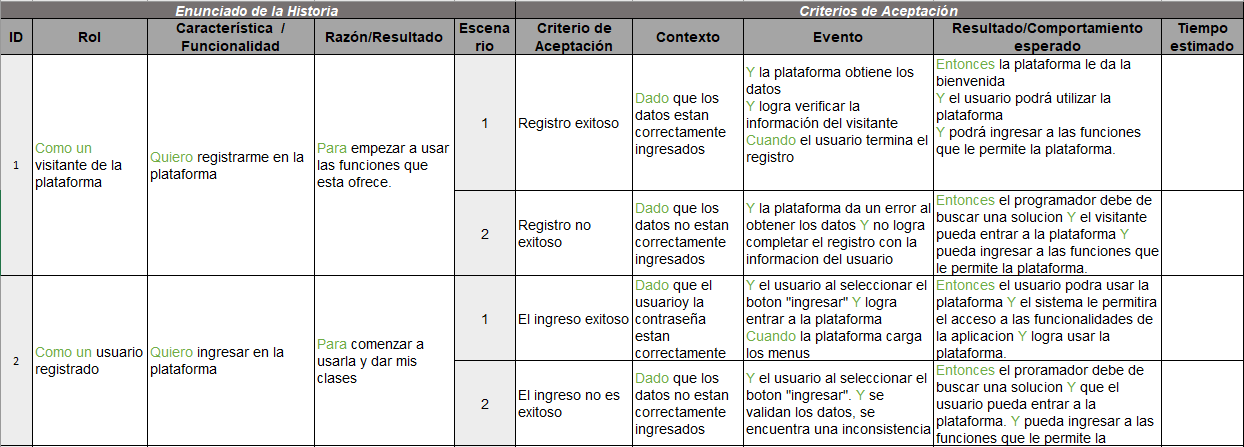 Enunciado de la Historia
Criterios de Aceptación
ID
Rol
Característica /
Funcionalidad
Razón/Resultado
Escena
rio
Criterio de
Aceptación
Contexto
Evento
Resultado/Comportamiento
esperado
Tiempo
estimado
1
Como un
visitante de la
plataforma
Quiero registrarme en la
plataforma
Para empezar a usar
las funciones que
esta ofrece.
1
Registro exitoso
Dado que los
datos estan
correctamente
ingresados
Y la plataforma obtiene los
datos
Y logra verificar la
información del visitante
Cuando el usuario termina el
registro
Entonces la plataforma le da la
bienvenida
Y el usuario podrá utilizar la
plataforma
Y podrá ingresar a las funciones
que le permite la plataforma.
2
Registro no
exitoso
Dado que los
datos no estan
correctamente
ingresados
Y la plataforma da un error al
obtener los datos Y no logra
completar el registro con la
informacion del usuario
Entonces el programador debe de
buscar una solucion Y el visitante
pueda entrar a la plataforma Y
pueda ingresar a las funciones que
le permite la plataforma.
2
Como un usuario
registrado
Quiero ingresar en la
plataforma
Para comenzar a
usarla y dar mis
clases
1
El ingreso exitoso
Dado que el
usuarioy la
contraseña
estan
correctamente
Y el usuario al seleccionar el
boton "ingresar" Y logra
entrar a la plataforma
Cuando la plataforma carga
los menus
Entonces el usuario podra usar la
plataforma Y el sistema le permitira
el acceso a las funcionalidades de
la aplicacion Y logra usar la
plataforma.
2
El ingreso no es
exitoso
Dado que los
datos no estan
correctamente
ingresados
Y el usuario al seleccionar el
boton "ingresar". Y se
validan los datos, se
encuentra una inconsistencia
Entonces el proramador debe de
buscar una solucion Y que el
usuario pueda entrar a la
plataforma. Y pueda ingresar a las
funciones que le permite la